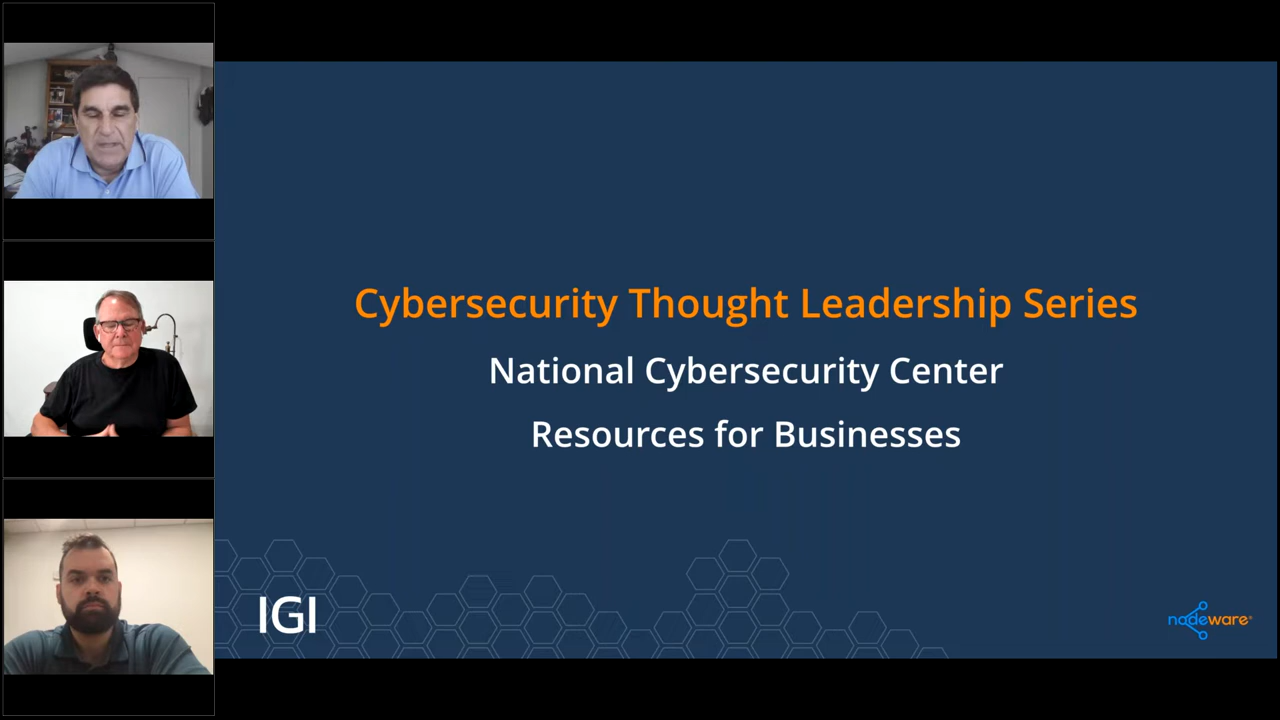 Cybersecurity Thought Leadership Series
National Cybersecurity Center
Resources for Businesses
IGI
nodeware®